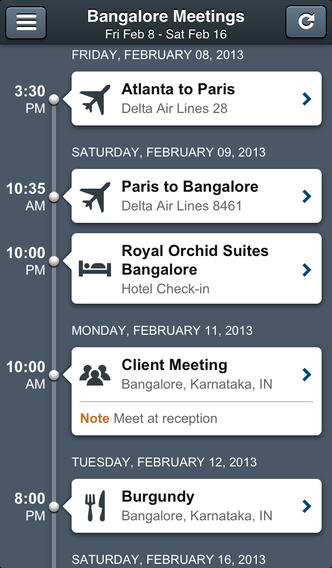 Bangalore Meetings
Fri Feb 8 - Sat Feb 16
FRIDAY, FEBRUARY 08, 2013
3:30
PM
Atlanta to Paris
Delta Air Lines 28
SATURDAY, FEBRUARY 09, 2013
10:35
AM
Paris to Bangalore
Delta Air Lines 8461
10:00
PM
Royal Orchid Suites
Bangalore
Hotel Check-in
MONDAY, FEBRUARY 11, 2013
10:00
AM
Client Meeting
Bangalore, Karnataka, IN
Note Meet at reception
TUESDAY, FEBRUARY 12, 2013
8:00
PM
Burgundy
Bangalore, Karnataka, IN
SATURDAY, FEBRUARY 16, 2013